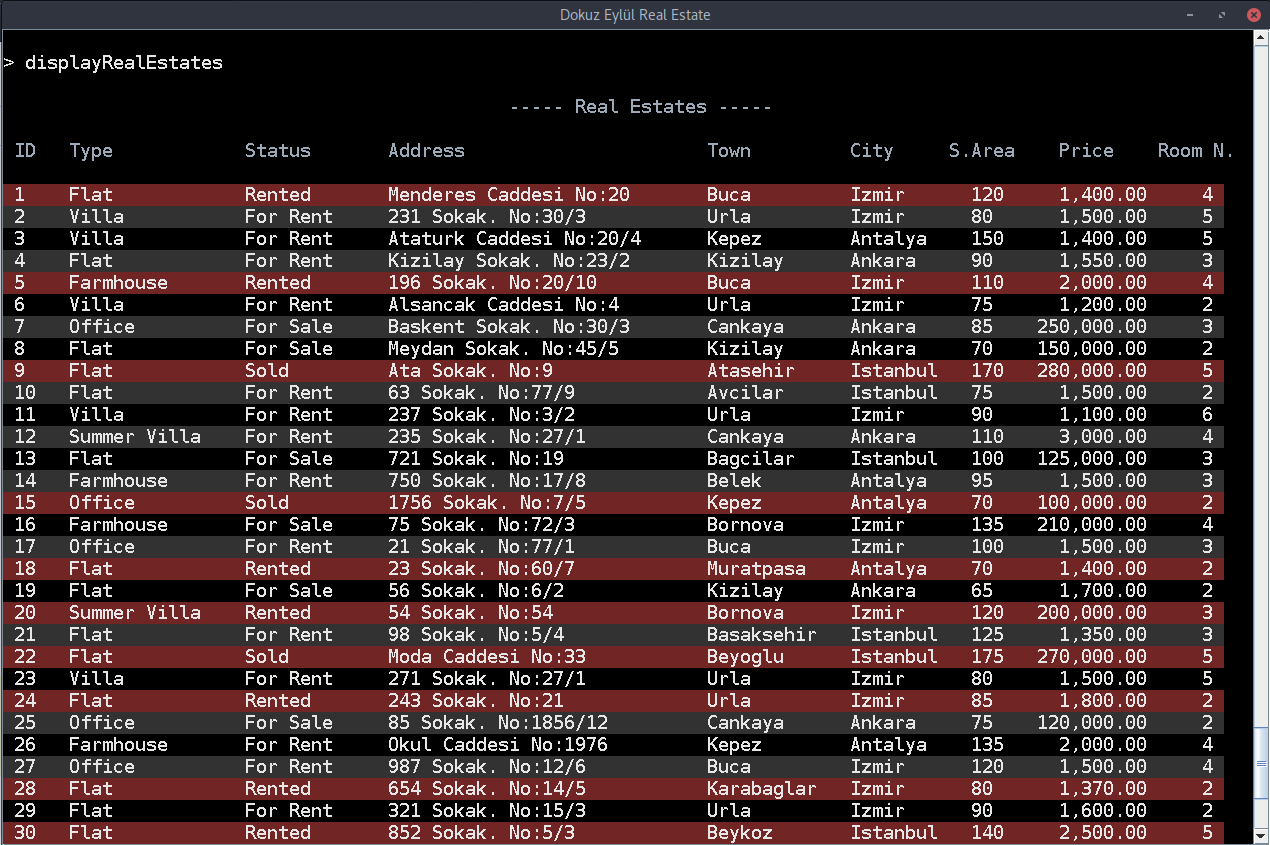 Dokuz Eylül Real Estate
> displayRealEstates
----- Real Estates -----
ID Type Status Address Town City S.Area Price Room N.
1 Flat Rented Menderes Caddesi No:20 Buca Izmir 120 1,400.00 4
2 Villa For Rent 231 Sokak. No:30/3 Urla Izmir 80 1,500.00 5
3 Villa For Rent Ataturk Caddesi No:20/4 Kepez Antalya 150 1,400.00 5
4 Flat For Rent Kizilay Sokak. No:23/2 Kizilay Ankara 90 1,550.00 3
5 Farmhouse Rented 196 Sokak. No:20/10 Buca Izmir 110 2,000.00 4
6 Villa For Rent Alsancak Caddesi No:4 Urla Izmir 75 1,200.00 2
7 Office For Sale Baskent Sokak. No:30/3 Cankaya Ankara 85 250,000.00 3
8 Flat For Sale Meydan Sokak. No:45/5 Kizilay Ankara 70 150,000.00 2
9 Flat Sold Ata Sokak. No:9 Atasehir Istanbul 170 280,000.00 5
10 Flat For Rent 63 Sokak. No:77/9 Avcilar Istanbul 75 1,500.00 2
11 Villa For Rent 237 Sokak. No:3/2 Urla Izmir 90 1,100.00 6
12 Summer Villa For Rent 235 Sokak. No:27/1 Cankaya Ankara 110 3,000.00 4
13 Flat For Sale 721 Sokak. No:19 Bagcilar Istanbul 100 125,000.00 3
14 Farmhouse For Rent 750 Sokak. No:17/8 Belek Antalya 95 1,500.00 3
15 Office Sold 1756 Sokak. No:7/5 Kepez Antalya 70 100,000.00 2
16 Farmhouse For Sale 75 Sokak. No:72/3 Bornova Izmir 135 210,000.00 4
17 Office For Rent 21 Sokak. No:77/1 Buca Izmir 100 1,500.00 3
18 Flat Rented 23 Sokak. No:60/7 Muratpasa Antalya 70 1,400.00 2
19 Flat For Sale 56 Sokak. No:6/2 Kizilay Ankara 65 1,700.00 2
20 Summer Villa Rented 54 Sokak. No:54 Bornova Izmir 120 200,000.00 3
21 Flat For Rent 98 Sokak. No:5/4 Basaksehir Istanbul 125 1,350.00 3
22 Flat Sold Moda Caddesi No:33 Beyoglu Istanbul 175 270,000.00 5
23 Villa For Rent 271 Sokak. No:27/1 Urla Izmir 80 1,500.00 5
24 Flat Rented 243 Sokak. No:21 Urla Izmir 85 1,800.00 2
25 Office For Sale 85 Sokak. No:1856/12 Cankaya Ankara 75 120,000.00 2
26 Farmhouse For Rent Okul Caddesi No:1976 Kepez Antalya 135 2,000.00 4
27 Office For Rent 987 Sokak. No:12/6 Buca Izmir 120 1,500.00 4
28 Flat Rented 654 Sokak. No:14/5 Karabaglar Izmir 80 1,370.00 2
29 Flat For Rent 321 Sokak. No:15/3 Urla Izmir 90 1,600.00 2
30 Flat Rented 852 Sokak. No:5/3 Beykoz Istanbul 140 2,500.00 5